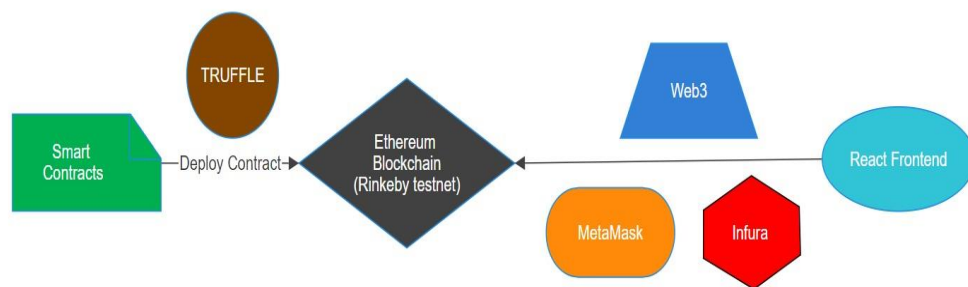 TRUFFLE
Smart
Contracts
Deploy Contract
Ethereum
Blockchain
(Rinkeby testnet)
Web3
React Frontend
MetaMask
Infura